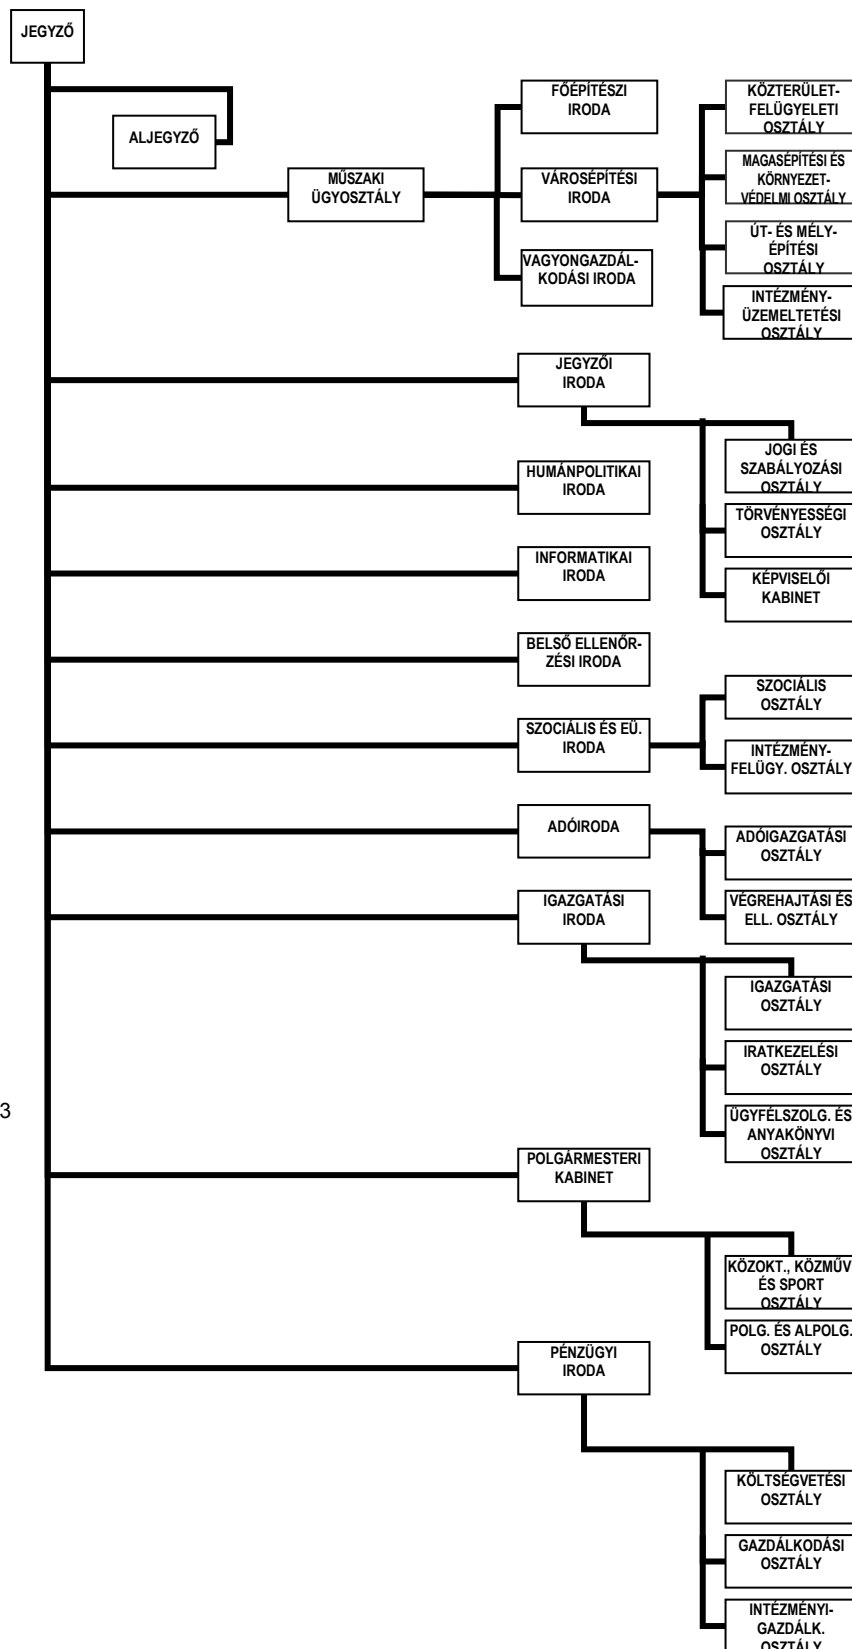 JEGYZŐ
ALJEGYZŐ
MŰSZAKI
ÜGYOSZTÁLY
FŐÉPÍTÉSZI
IRODA
VÁROSÉPÍTÉSI
IRODA
VAGYONGAZDÁL-
KODÁSI IRODA
KÖZTERÜLET-
FELÜGYELETI
OSZTÁLY
MAGASÉPÍTÉSI ÉS
KÖRNYEZET-
VÉDELMI OSZTÁLY
ÚT- ÉS MÉLY-
ÉPÍTÉSI
OSZTÁLY
INTÉZMÉNY-
ÜZEMELTETÉSI
OSZTÁLY
JEGYZŐI
IRODA
JOGI ÉS
SZABÁLYOZÁSI
OSZTÁLY
TÖRVÉNYESSÉGI
OSZTÁLY
KÉPVISELŐI
KABINET
HUMÁNPOLITIKAI
IRODA
INFORMATIKAI
IRODA
BELSŐ ELLENŐR-
ZÉSI IRODA
SZOCIÁLIS ÉS EÜ.
IRODA
SZOCIÁLIS
OSZTÁLY
INTÉZMÉNY-
FELÜGY. OSZTÁLY
ADÓIRODA
ADÓIGAZGATÁSI
OSZTÁLY
VÉGREHAJTÁSI ÉS
ELL. OSZTÁLY
IGAZGATÁSI
IRODA
IGAZGATÁSI
OSZTÁLY
IRATKEZELÉSI
OSZTÁLY
ÜGYFÉLSZOLG. ÉS
ANYAKÖNYVI
OSZTÁLY
3
POLGÁRMESTERI
KABINET
KÖZOKT., KÖZMŰV
ÉS SPORT
OSZTÁLY
POLG. ÉS ALPOLG.
OSZTÁLY
PÉNZÜGYI
IRODA
KÖLTSÉGVETÉSI
OSZTÁLY
GAZDÁLKODÁSI
OSZTÁLY
INTÉZMÉNYI-
GAZDÁLK.
OSZTÁLY